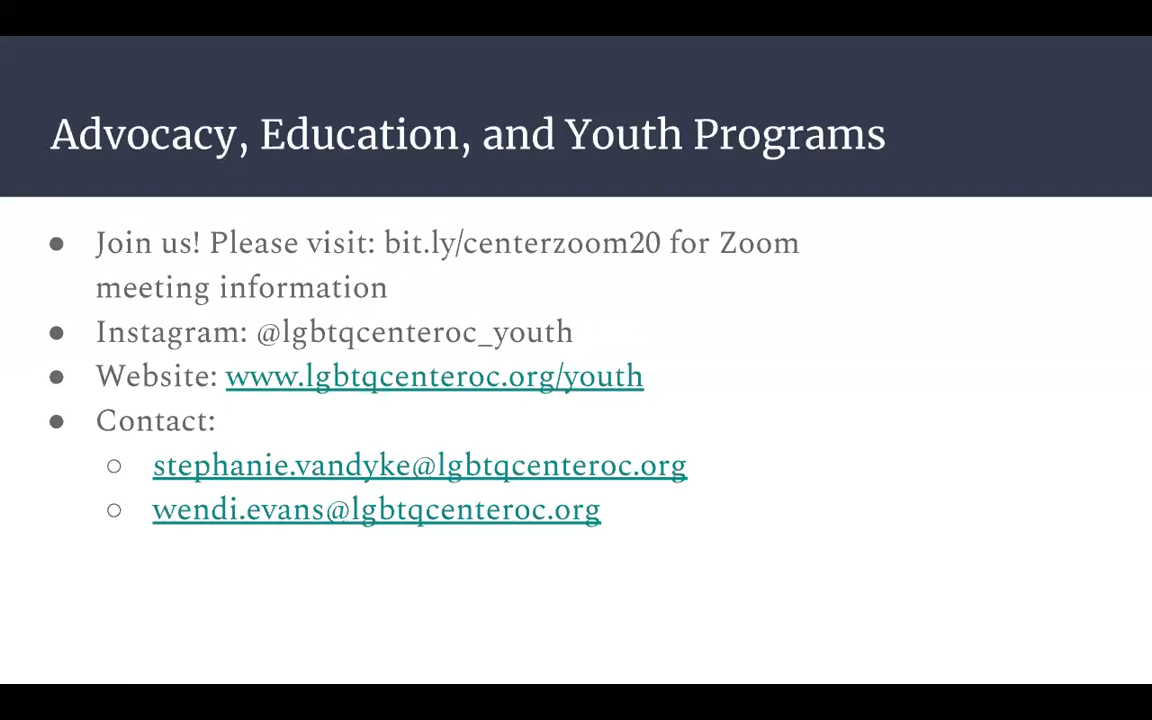 Advocacy, Education, and Youth Programs
● Join us! Please visit: bit.ly/centerzoom20 for Zoom
meeting information
● Instagram: @lgbtqcenteroc_youth
● Website: www.lgbtqcenteroc.org/youth
● Contact:
○ stephanie.vandyke@lgbtqcenteroc.org
○ wendi.evans@lgbtqcenteroc.org